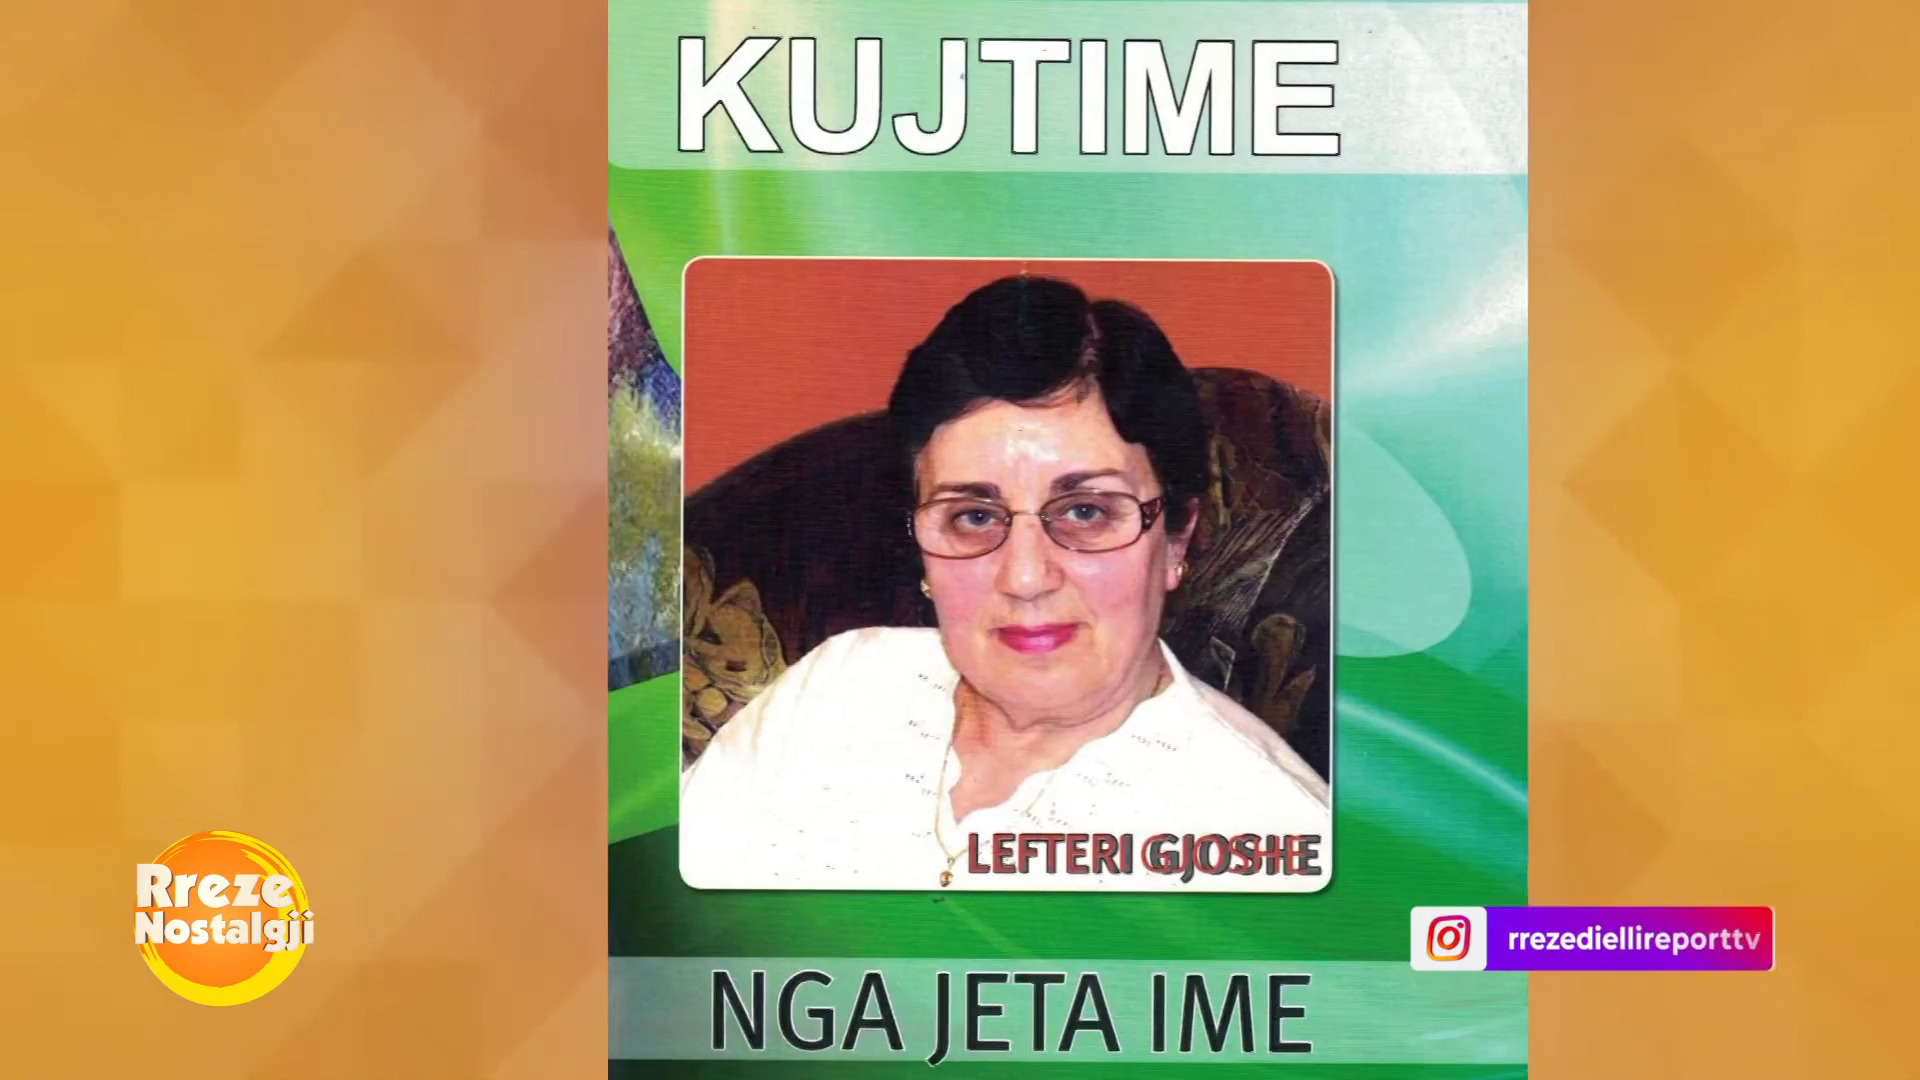 KUJTIME
LEFTERI GJOSHE
NGA JETA IME
Rreze
Nostalgji
rrezediellireporttv